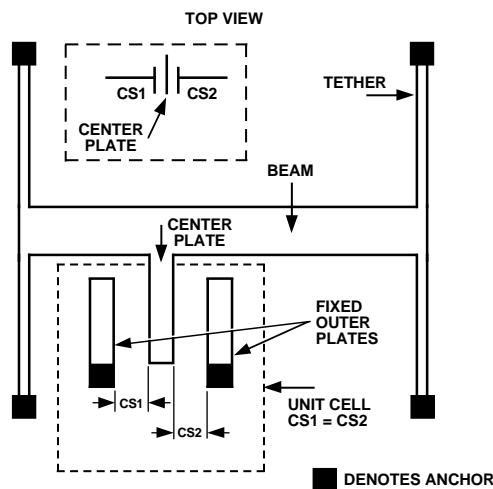 TOP VIEW
CS1
CS2
CENTER
PLATE
TETHER
BEAM
CENTER
PLATE
FIXED
OUTER
PLATES
CS1
CS2
UNIT CELL
CS1 = CS2
DENOTES ANCHOR